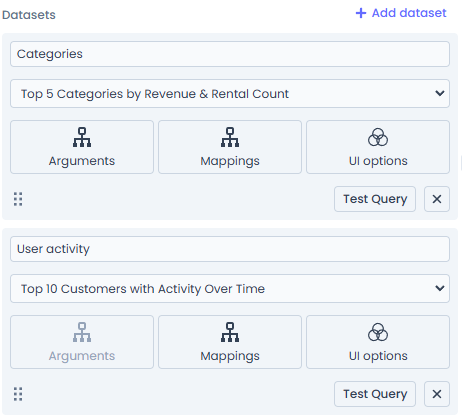 Datasets
+ Add dataset
Categories
Top 5 Categories by Revenue & Rental Count
Arguments
Mappings
UI options
Test Query
User activity
Top 10 Customers with Activity Over Time
Arguments
Mappings
UI options
Test Query